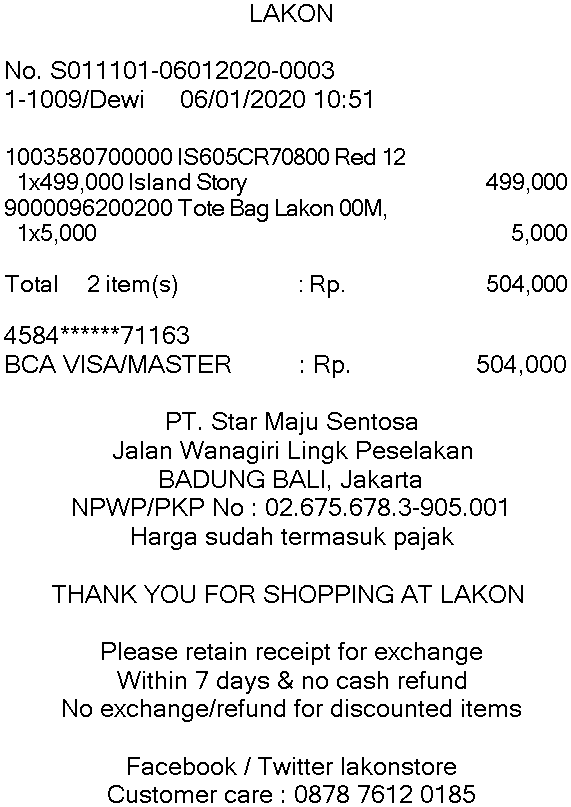 LAKON
No. S011101-06012020-0003
1-1009/Dewi 06/01/2020 10:51
1003580700000 IS605CR70800 Red 12
1x499,000 Island Story 499,000
9000096200200 Tote Bag Lakon 00M,
1x5,000 5,000
Total 2 item(s) : Rp. 504,000
4584******71163
BCA VISA/MASTER : Rp. 504,000
PT. Star Maju Sentosa
Jalan Wanagiri Lingk Peselakan
BADUNG BALI, Jakarta
NPWP/PKP No : 02.675.678.3-905.001
Harga sudah termasuk pajak
THANK YOU FOR SHOPPING AT LAKON
Please retain receipt for exchange
Within 7 days & no cash refund
No exchange/refund for discounted items
Facebook / Twitter lakonstore
Customer care : 0878 7612 0185